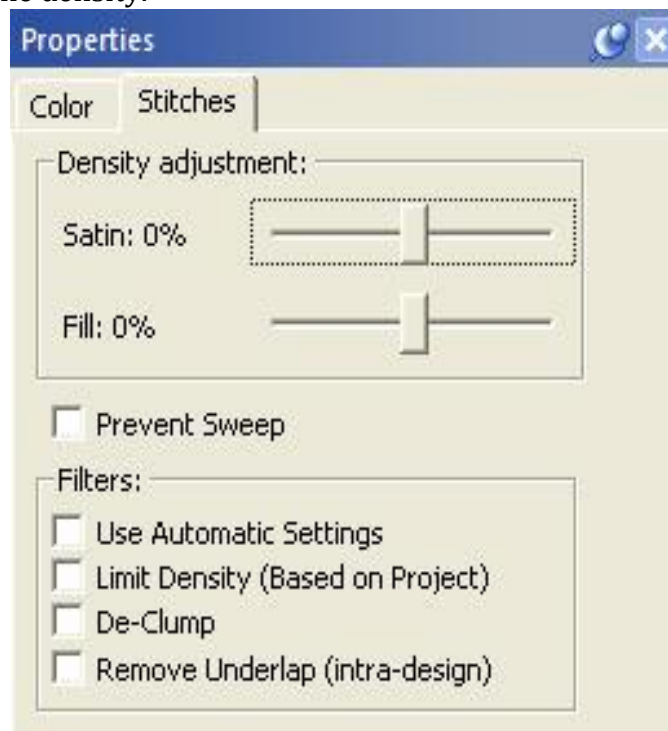 Properties
Color Stitches
Density adjustment:
Satin: 0%
Fill: 0%
Prevent Sweep
Filters:
Use Automatic Settings
Limit Density (Based on Project)
De-Clump
Remove Underlap (intra-design)